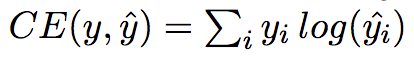 CE(y, ŷ) = ∑ᵢ yᵢ log(ŷᵢ)